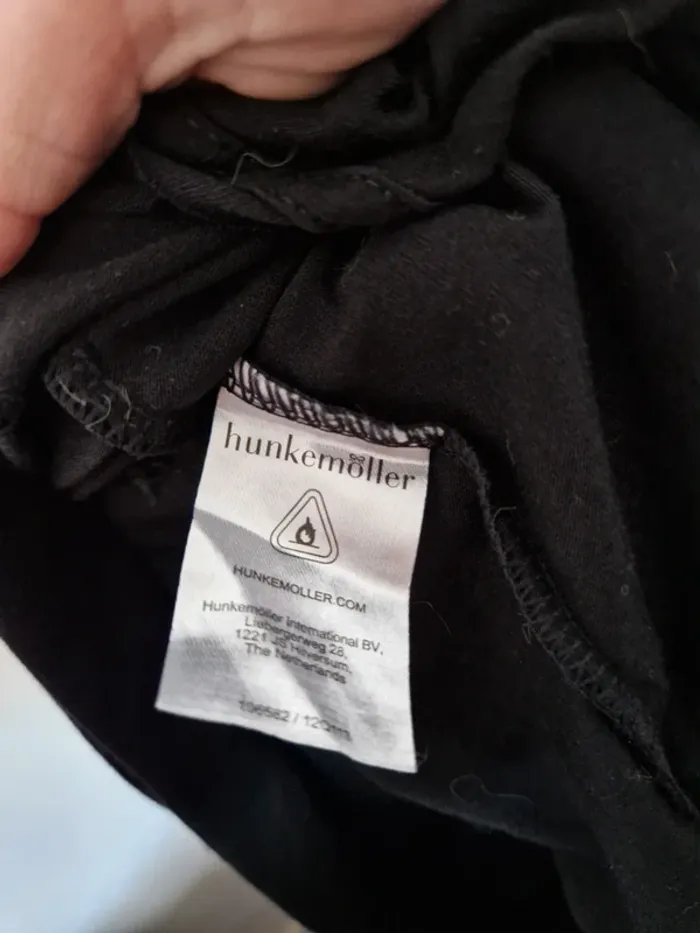 hunkemöller
HUNKEMOLLER.COM
Hunkemöller International BV,
Liebergerweg 28,
1221 JS Hilversum,
The Netherlands